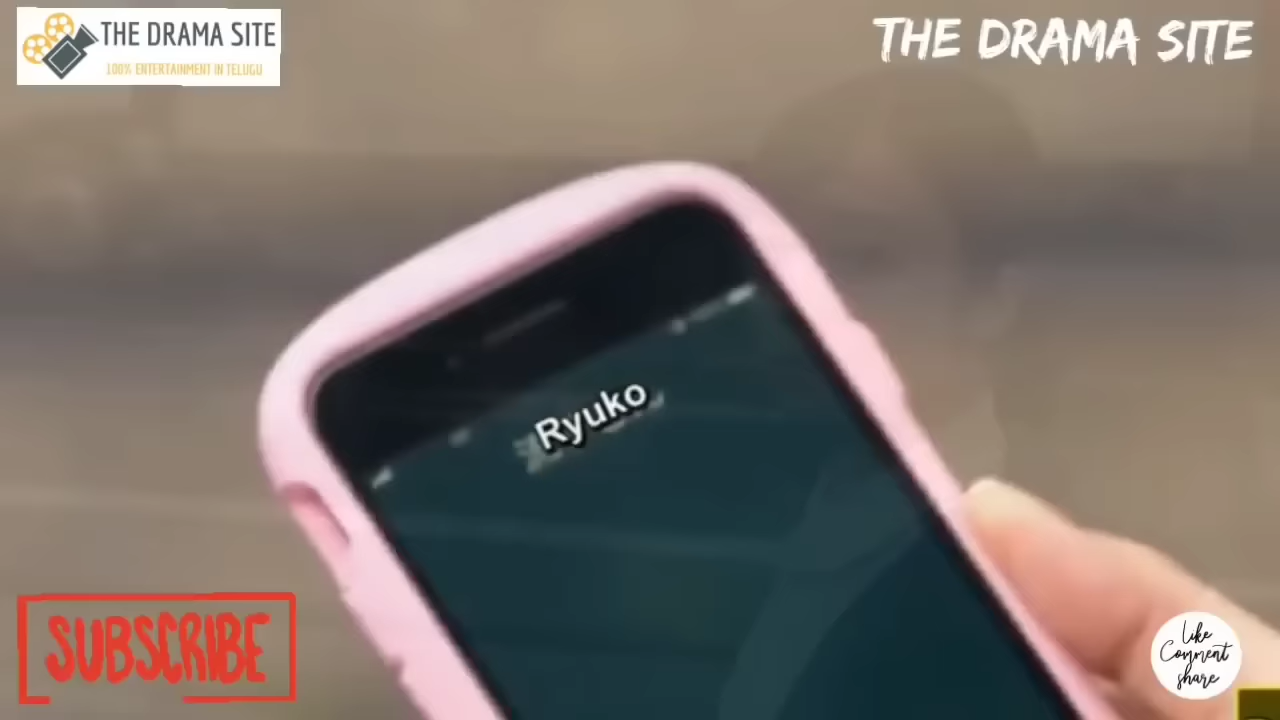 THE DRAMA SITE
100% ENTERTAINMENT IN TELUGU
THE DRAMA SITE
Ryuko
SUBSCRIBE
like
Comment
share